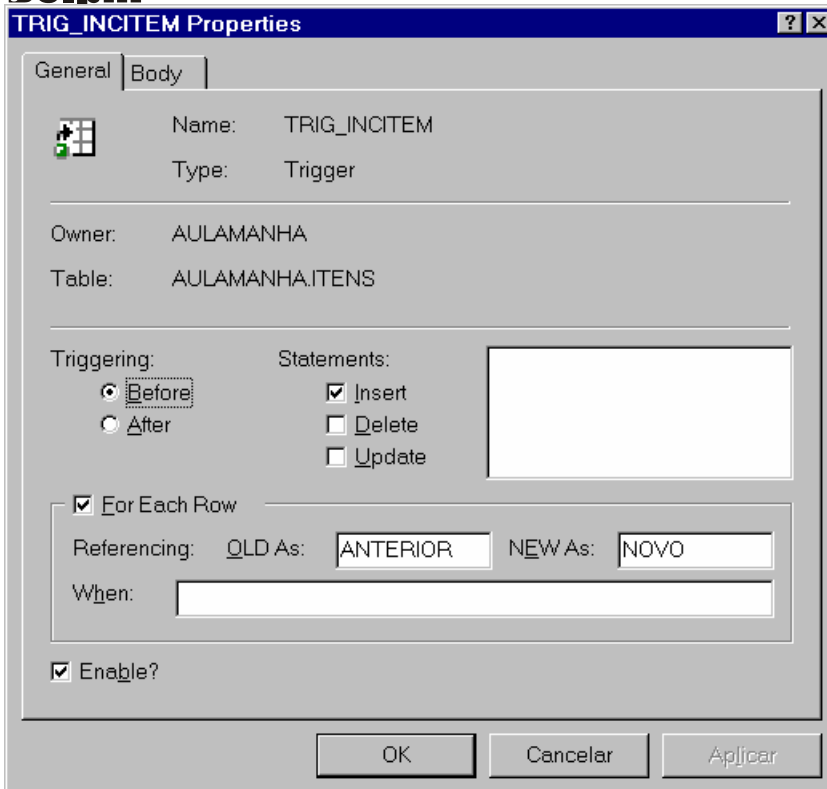 TRIG_INCITEM Properties
General Body
Name: TRIG_INCITEM
Type: Trigger
Owner: AULAMANHA
Table: AULAMANHA.ITENS
Triggering: Statements:
Before Insert
After Delete
Update
For Each Row
Referencing: OLD As: ANTERIOR NEW As: NOVO
When:
Enable?
OK Cancelar Aplicar